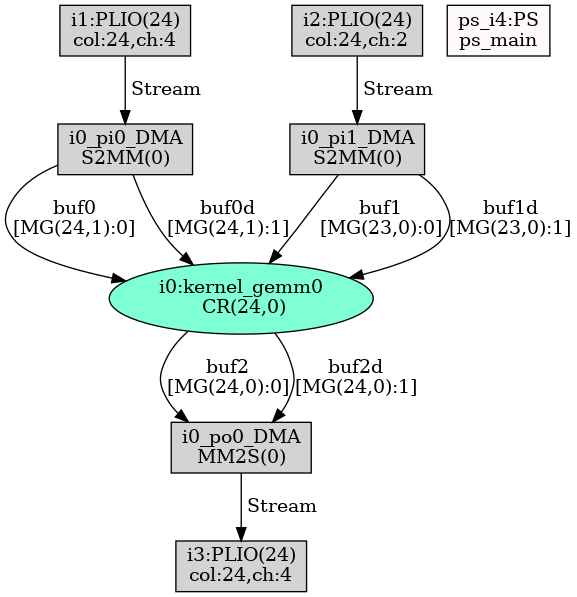 i1:PLIO(24)
col:24,ch:4
i2:PLIO(24)
col:24,ch:2
ps_i4:PS
ps_main
Stream
Stream
i0_pi0_DMA
S2MM(0)
i0_pi1_DMA
S2MM(0)
buf0
[MG(24,1):0]
buf0d
[MG(24,1):1]
buf1
[MG(23,0):0]
buf1d
[MG(23,0):1]
i0:kernel_gemm0
CR(24,0)
buf2
[MG(24,0):0]
buf2d
[MG(24,0):1]
i0_po0_DMA
MM2S(0)
Stream
i3:PLIO(24)
col:24,ch:4